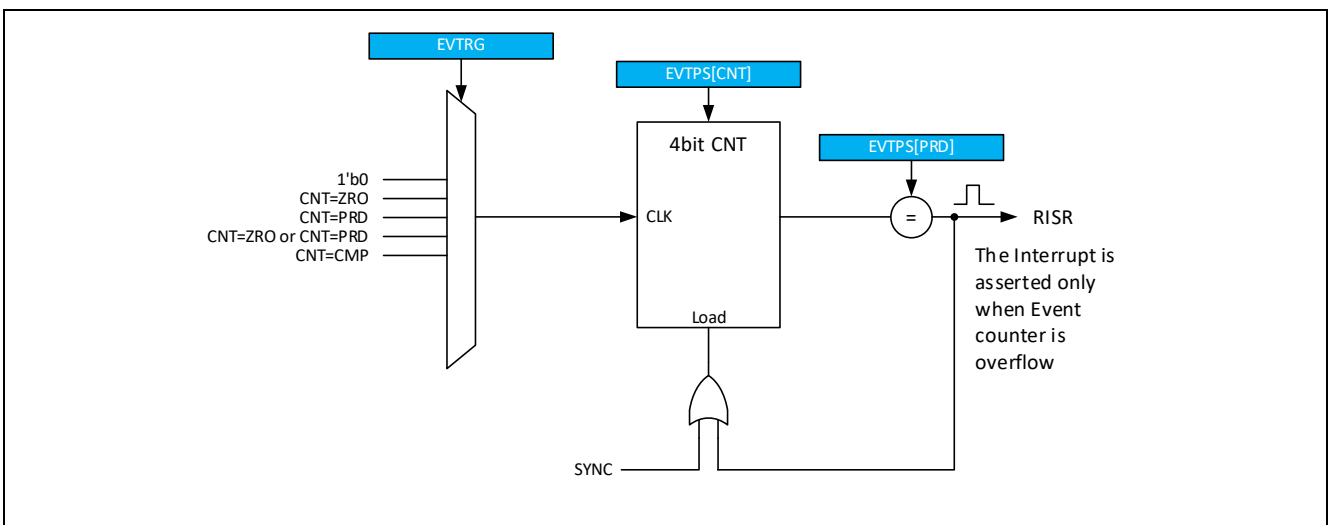 EVTRG
EVTPS[CNT]
4bit CNT
EVTPS[PRD]
1'b0
CNT=ZRO
CNT=PRD
CNT=ZRO or CNT=PRD
CNT=CMP
CLK
=
RISR
The Interrupt is
asserted only
when Event
counter is
overflow
Load
SYNC